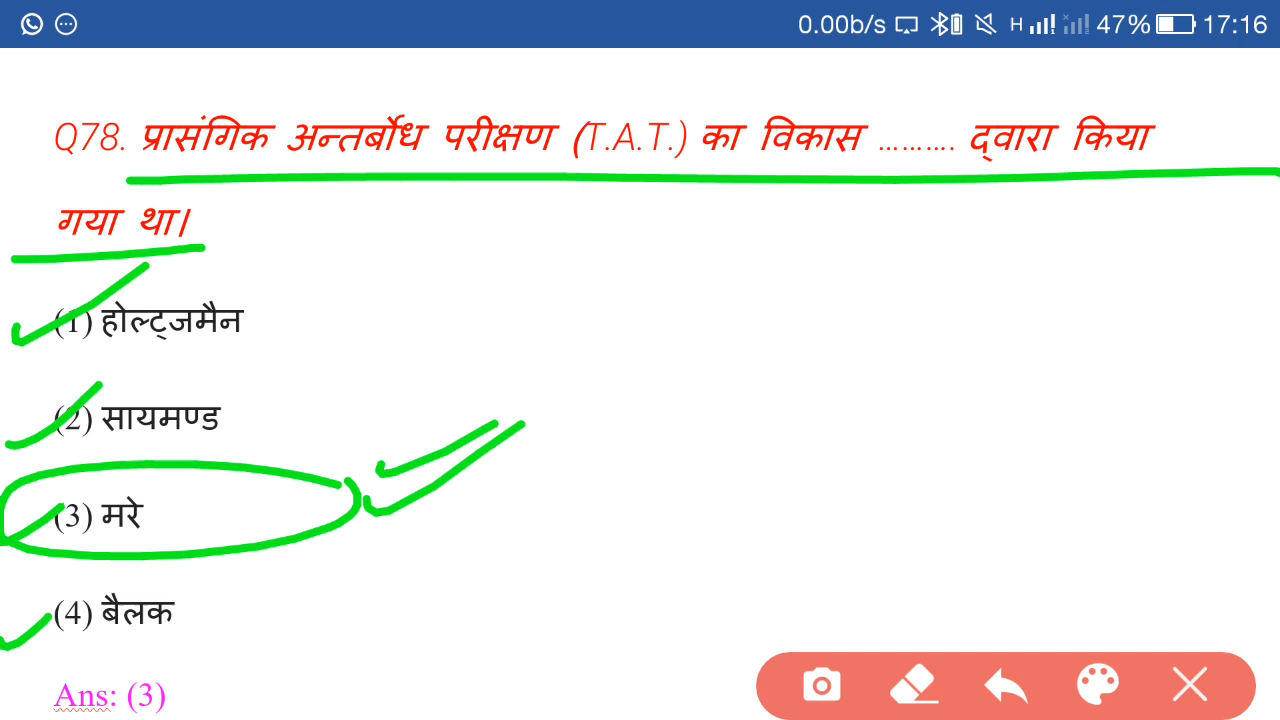 0.00b/s H 47% 17:16
Q78. प्रासंगिक अन्तर्बोध परीक्षण (T.A.T.) का विकास .......... द्वारा किया
गया था।
(1) होल्ट्जमैन
(2) सायमण्ड
(3) मरे
(4) बैलक
Ans: (3)